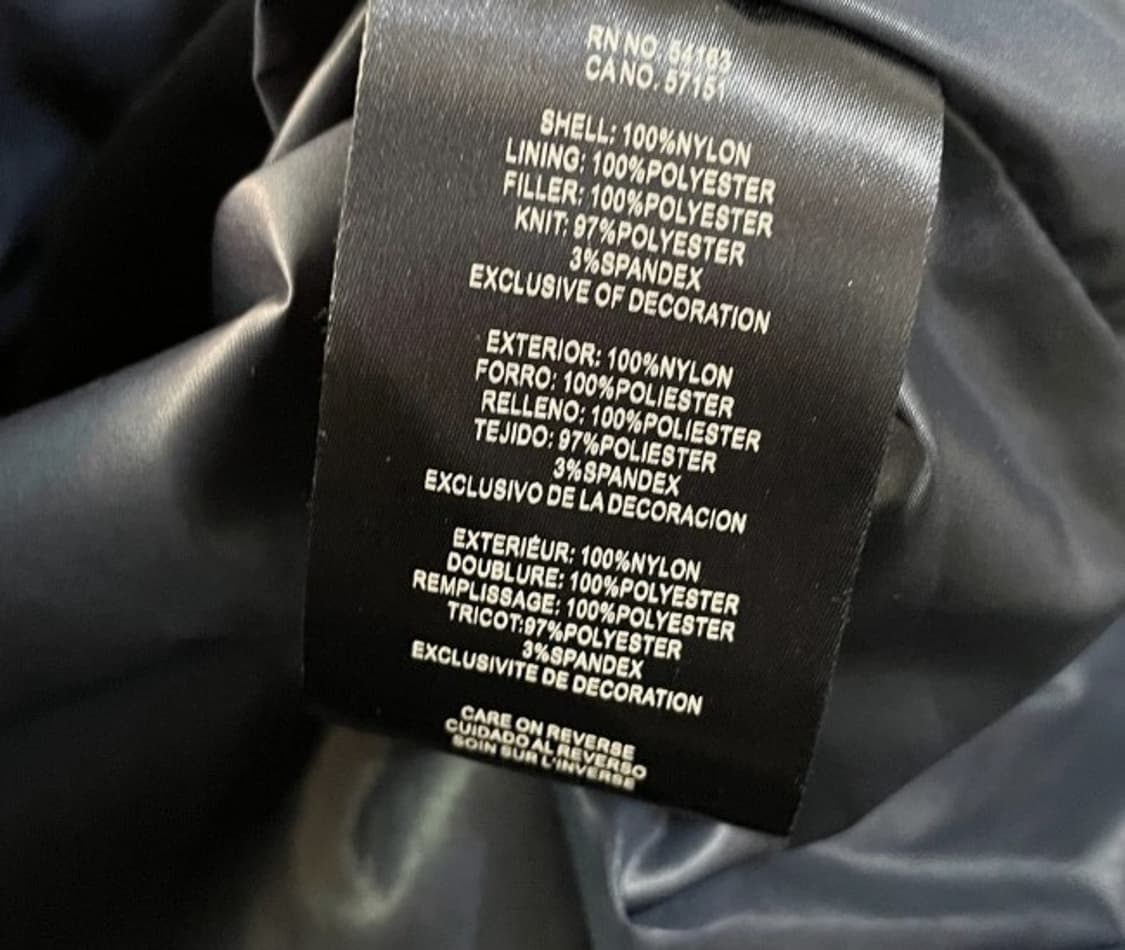 RN NO. 54163
CA NO. 57151
SHELL: 100%NYLON
LINING: 100%POLYESTER
FILLER: 100%POLYESTER
KNIT: 97%POLYESTER
3%SPANDEX
EXCLUSIVE OF DECORATION
EXTERIOR: 100%NYLON
FORRO: 100%POLIESTER
RELLENO: 100%POLIESTER
TEJIDO: 97%POLIESTER
3%SPANDEX
EXCLUSIVO DE LA DECORACION
EXTERIÉUR: 100%NYLON
DOUBLURE: 100%POLYESTER
REMPLISSAGE: 100%POLYESTER
TRICOT:97%POLYESTER
3%SPANDEX
EXCLUSIVITE DE DECORATION
CARE ON REVERSE
CUIDADO AL REVERSO
SOIN SUR L'INVERSE